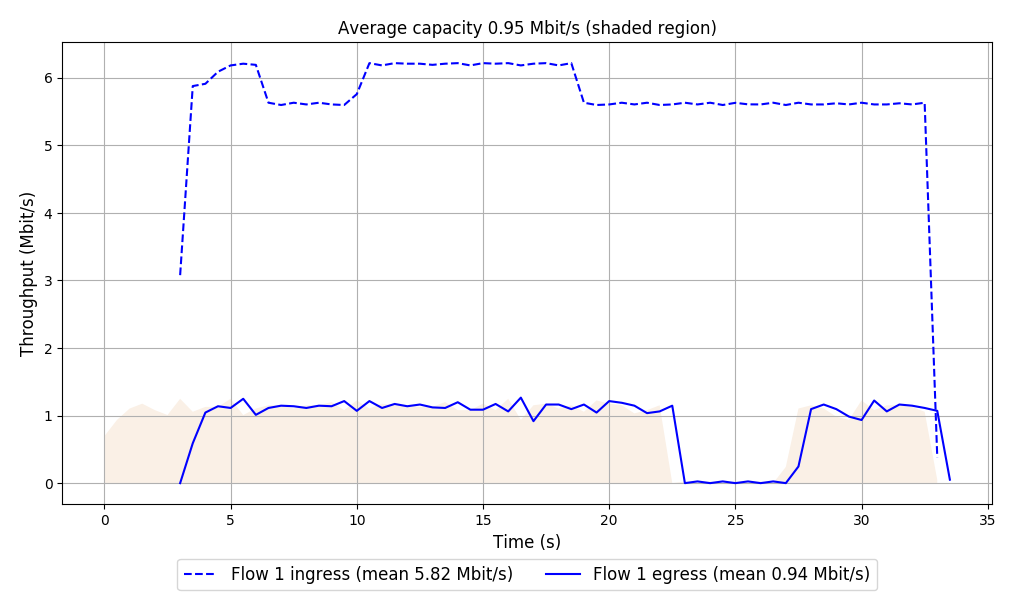 Average capacity 0.95 Mbit/s (shaded region)
Throughput (Mbit/s)
6
5
4
3
2
1
0
0 5 10 15 20 25 30 35
Time (s)
Flow 1 ingress (mean 5.82 Mbit/s) Flow 1 egress (mean 0.94 Mbit/s)